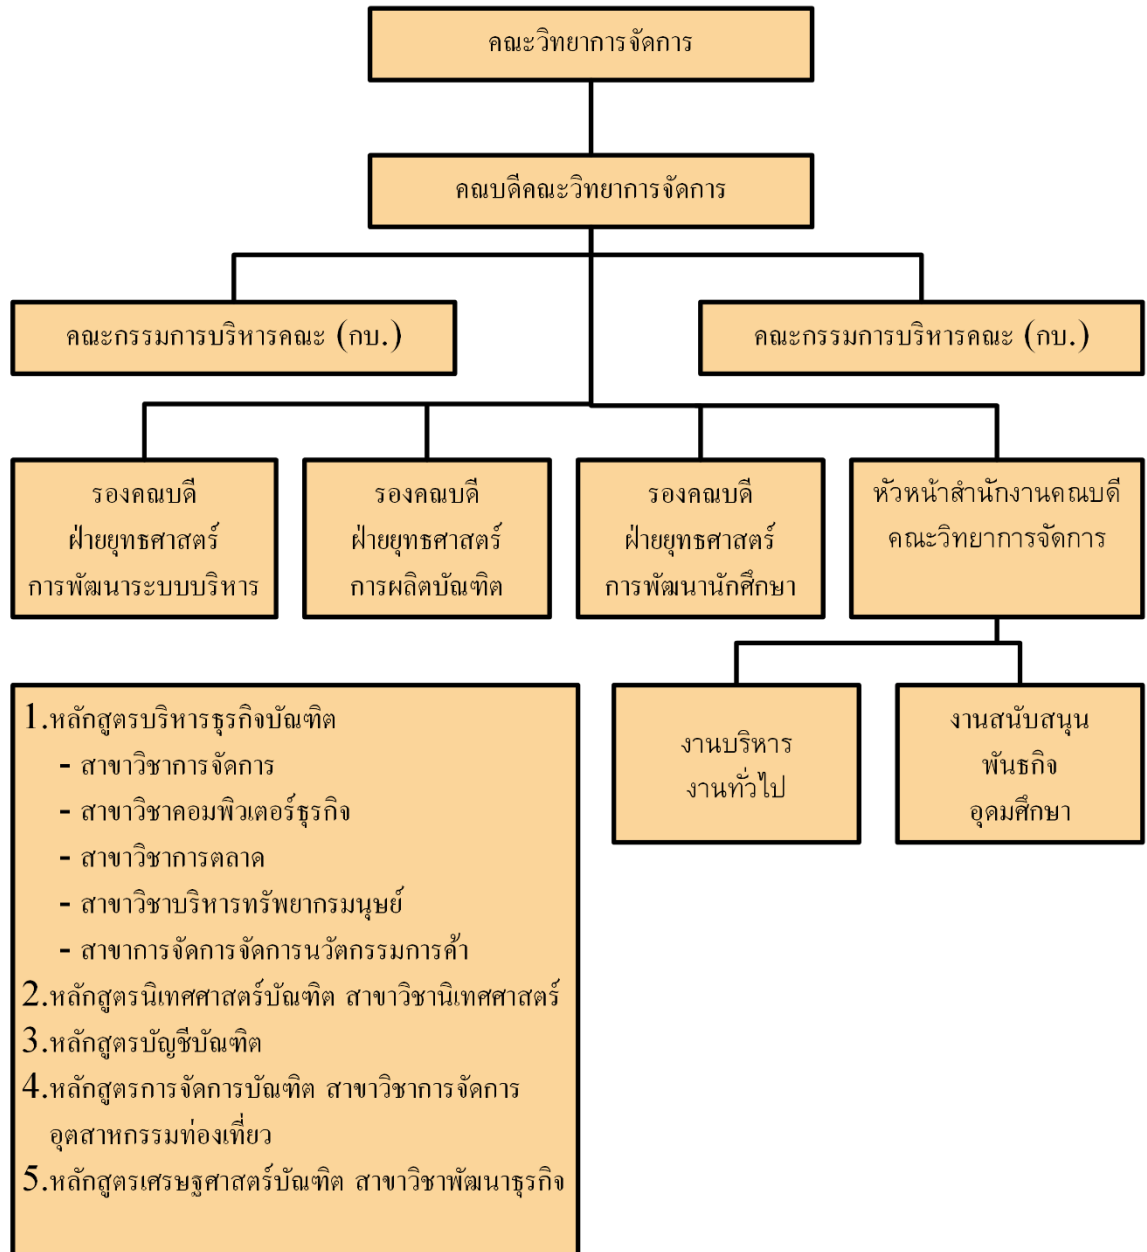 คณะวิทยาการจัดการ
คณบดีคณะวิทยาการจัดการ
คณะกรรมการบริหารคณะ (กบ.)
คณะกรรมการบริหารคณะ (กบ.)
รองคณบดี
ฝ่ายยุทธศาสตร์
การพัฒนาระบบบริหาร
รองคณบดี
ฝ่ายยุทธศาสตร์
การผลิตบัณฑิต
รองคณบดี
ฝ่ายยุทธศาสตร์
การพัฒนานักศึกษา
หัวหน้าสำนักงานคณบดี
คณะวิทยาการจัดการ
1.หลักสูตรบริหารธุรกิจบัณฑิต
- สาขาวิชาการจัดการ
- สาขาวิชาคอมพิวเตอร์ธุรกิจ
- สาขาวิชาการตลาด
- สาขาวิชาบริหารทรัพยากรมนุษย์
- สาขาการจัดการจัดการนวัตกรรมการค้า
2.หลักสูตรนิเทศศาสตร์บัณฑิต สาขาวิชานิเทศศาสตร์
3.หลักสูตรบัญชีบัณฑิต
4.หลักสูตรการจัดการบัณฑิต สาขาวิชาการจัดการ
อุตสาหกรรมท่องเที่ยว
5.หลักสูตรเศรษฐศาสตร์บัณฑิต สาขาวิชาพัฒนาธุรกิจ
งานบริหาร
งานทั่วไป
งานสนับสนุน
พันธกิจ
อุดมศึกษา